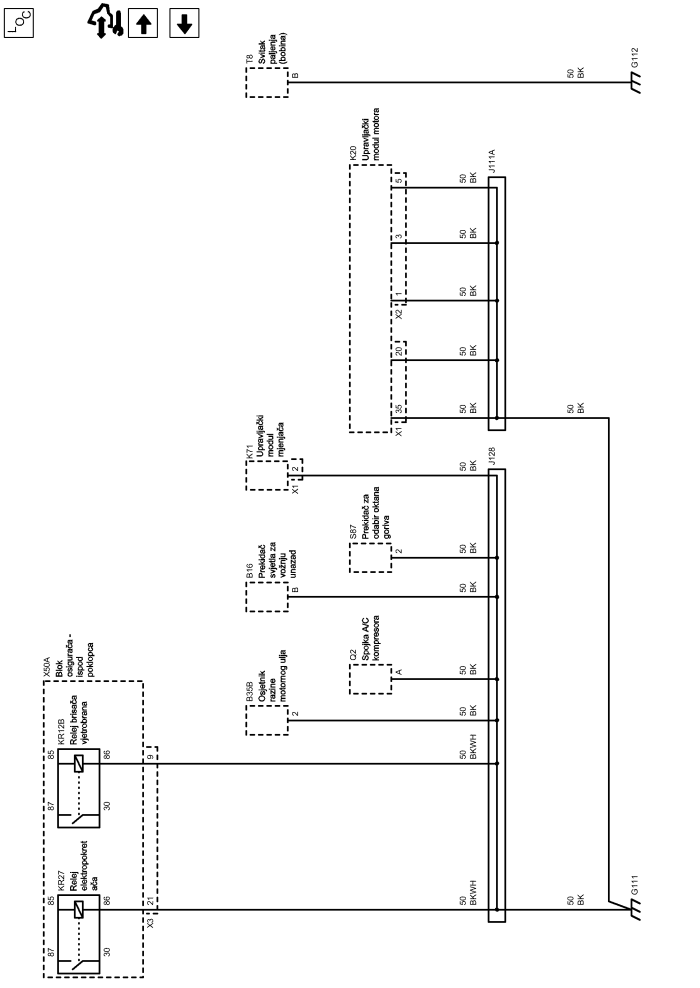 LOC
X50A
Blok
osigurača -
ispod
poklopca
KR27
Relej
elektropokret
ača
87
85
30
86
X3
21
KR12B
Relej brisača
vjetrobrana
87
85
30
86
9
B35B
Osjetnik
razine
motornog ulja
2
Q2
Spojka A/C
kompresora
A
B16
Prekidač
svjetla za
vožnju
unazad
B
S87
Prekidač za
odabir oktana
goriva
2
K71
Upravljački
modul
mjenjača
X1
2
K20
Upravljački
modul motora
X1
35
20
X2
1
3
5
T8
Svitak
paljenja
(bobina)
B
50
BKWH
50
BKWH
50
BK
50
BK
50
BK
50
BK
50
BK
50
BK
50
BK
50
BK
50
BK
50
BK
J128
J111A
50
BK
50
BK
50
BK
G111
G112